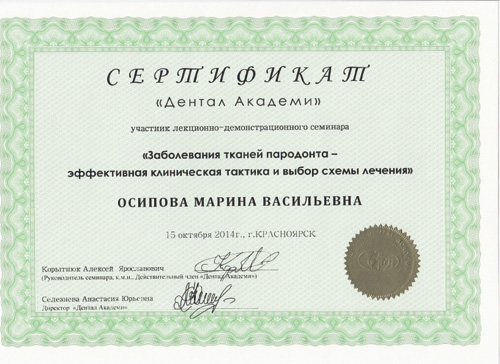 СЕРТИФИКАТ
«Дентал Академи»
участник лекционно-демонстрационного семинара
«Заболевания тканей пародонта –
эффективная клиническая тактика и выбор схемы лечения»
ОСИПОВА МАРИНА ВАСИЛЬЕВНА
15 октября 2014г., г.КРАСНОЯРСК
Корытнюк Алексей Ярославович
(Руководитель семинара, к.м.н., Действительный член «Дентал Академи»)
Селезнева Анастасия Юрьевна
Директор «Дентал Академи»